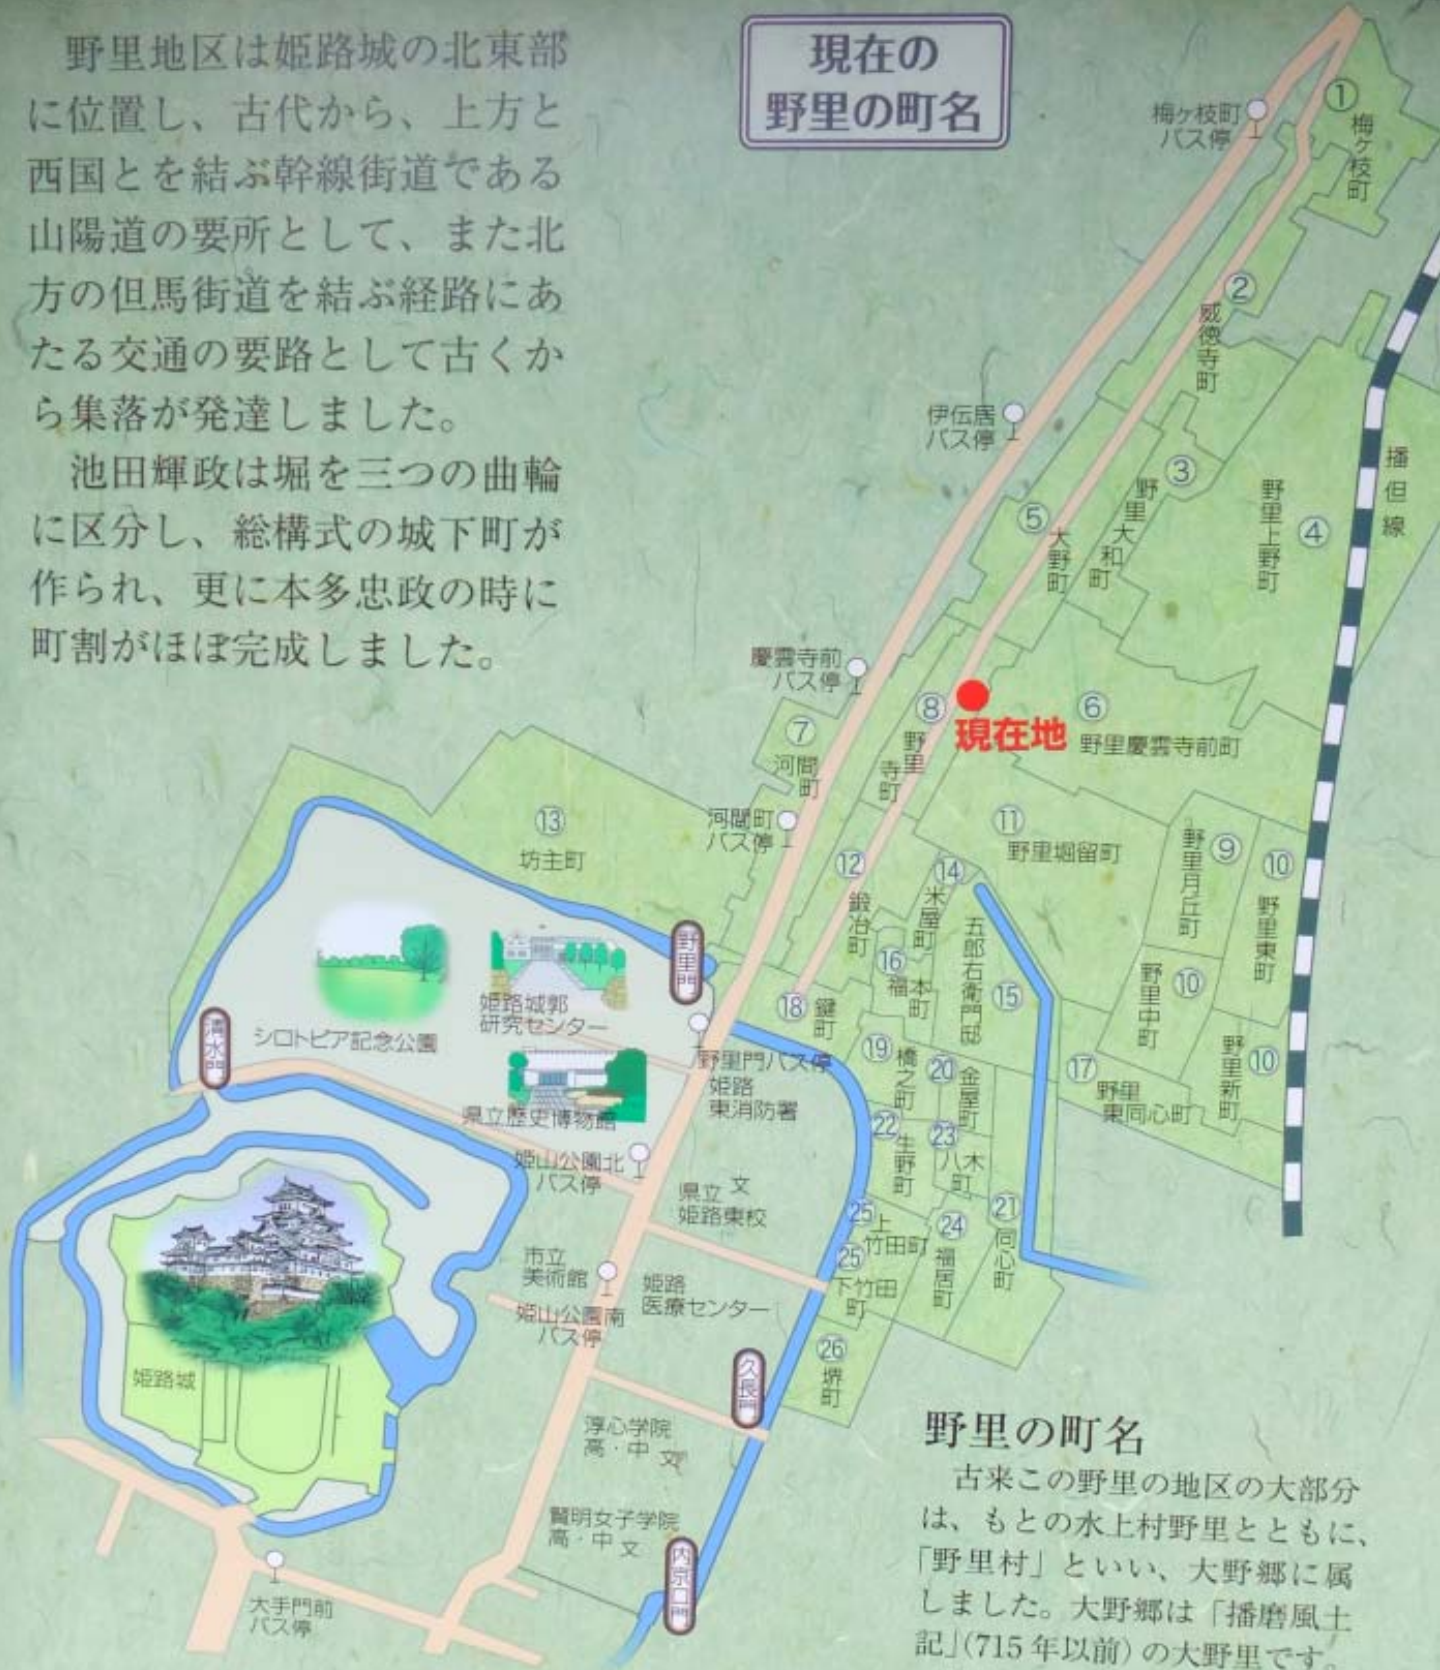 野里地区は姫路城の北東部
に位置し、古代から、上方と
西国とを結ぶ幹線街道である
山陽道の要所として、また北
方の但馬街道を結ぶ経路にあ
たる交通の要路として古くか
ら集落が発達しました。
池田輝政は堀を三つの曲輪
に区分し、総構式の城下町が
作られ、更に本多忠政の時に
町割がほぼ完成しました。
現在の
野里の町名
梅ヶ枝町
バス停
①
梅ヶ枝町
②
威徳寺町
伊伝居
バス停
③
野里大和町
④
野里上野町
播但線
⑤
大野町
慶雲寺前
バス停
⑥
野里慶雲寺前町
現在地
⑦
河間町
⑧
野里寺町
河間町
バス停
⑨
野里月丘町
⑩
野里東町
⑩
野里中町
⑩
野里新町
⑪
野里堀留町
⑫
鍛冶町
⑬
坊主町
⑭
米屋町
⑮
五郎右衛門邸
⑯
福本町
⑰
野里
東同心町
⑱
鍵町
⑲
橋之町
⑳
金屋町
㉑
同心町
㉒
生野町
㉓
八木町
㉔
福居町
㉕
上
竹田町
㉕
下竹田
町
㉖
堺町
野里門
清水門
シロトピア記念公園
姫路城郭
研究センター
県立歴史博物館
野里門バス停
姫路
東消防署
姫山公園北
バス停
県立 文
姫路東校
市立
美術館
姫路
医療センター
姫山公園南
バス停
姫路城
久長門
淳心学院
高・中 文
賢明女子学院
高・中 文
内京口門
大手門前
バス停
野里の町名
古来この野里の地区の大部分
は、もとの水上村野里とともに、
「野里村」といい、大野郷に属
しました。大野郷は「播磨風土
記」(715年以前)の大野里です。